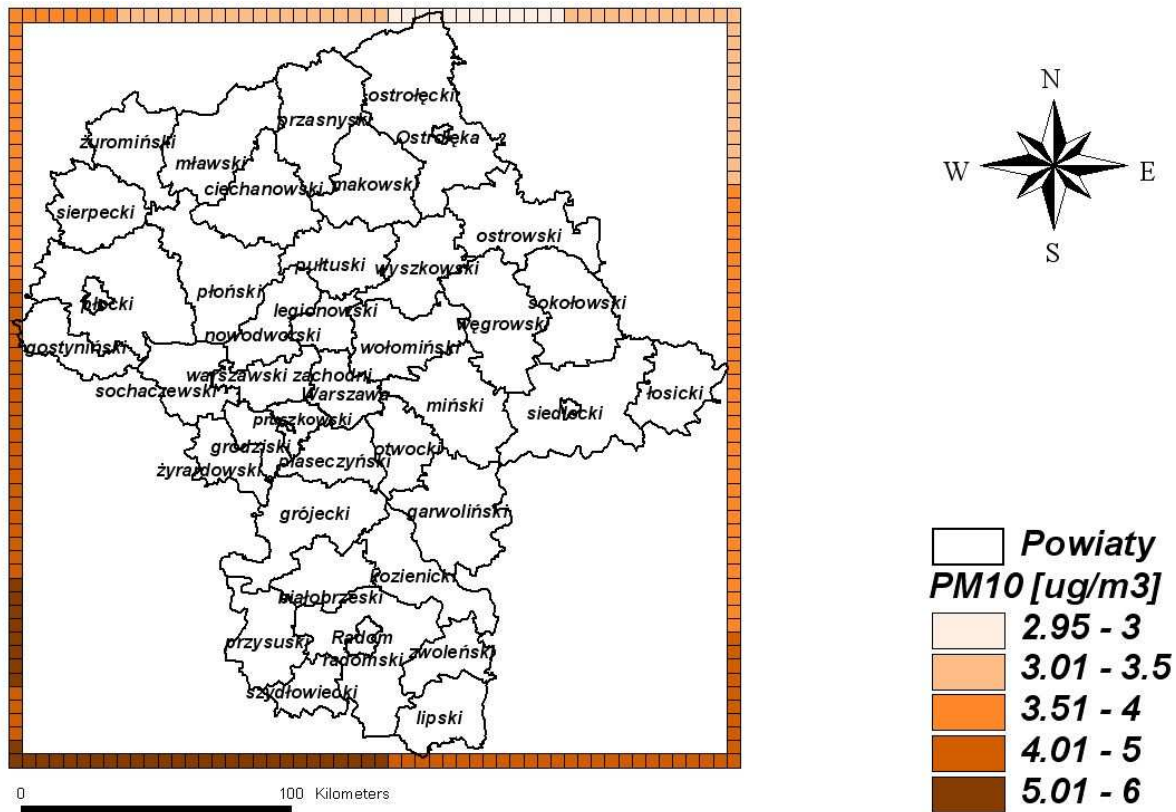 ostrołęcki
przasnyski
Ostrołęka
żuromiński
mławski
ciechanowski
makowski
sierpecki
ostrowski
pułtuski
wyszkowski
płoński
sokołowski
płocki
legionowski
węgrowski
nowodworski
wołomiński
gostyniński
warszawski zachodni
sochaczewski
Warszawa
łosicki
miński
siedlecki
pruszkowski
grodziski
otwocki
piaseczyński
żyrardowski
grójecki
garwoliński
kozienicki
białobrzeski
przysuski
Radom
zwoleński
radomski
szydłowiecki
lipski
0 100 Kilometers
N
W E
S
Powiaty
PM10 [ug/m3]
2.95 - 3
3.01 - 3.5
3.51 - 4
4.01 - 5
5.01 - 6